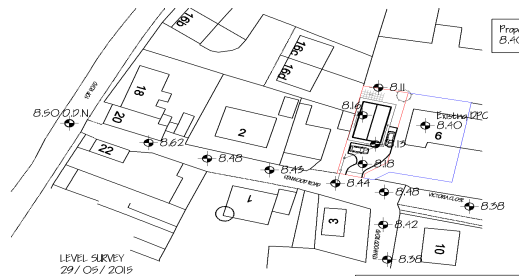 16b
16c
16d
Prope
8.40
8.11
18
8.50 O.D.N.
20
8.16
Existing DPC
8.40
6
2
8.62
8.13
22
8.48
8.18
8.43
8.44
8.48
VICTORIA CLOSE
8.38
1
3
8.42
10
8.38
LEVEL SURVEY
29/05/2015